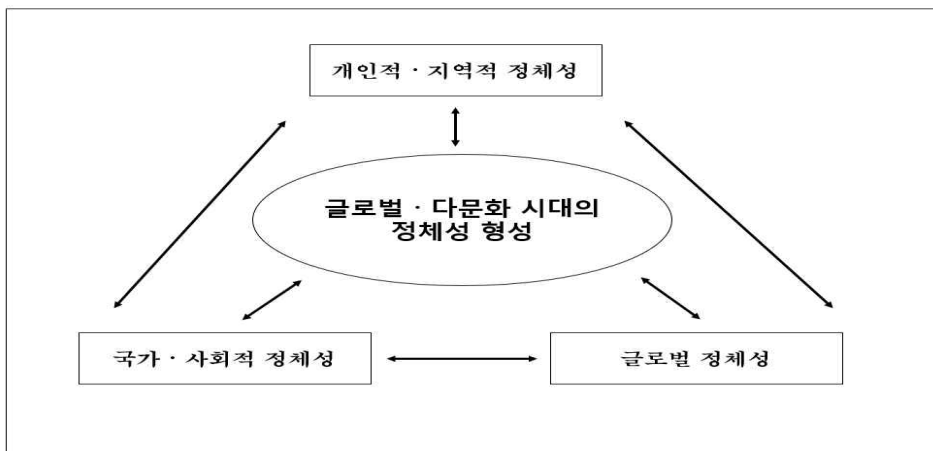 개인적 · 지역적 정체성
글로벌 · 다문화 시대의
정체성 형성
국가 · 사회적 정체성
글로벌 정체성